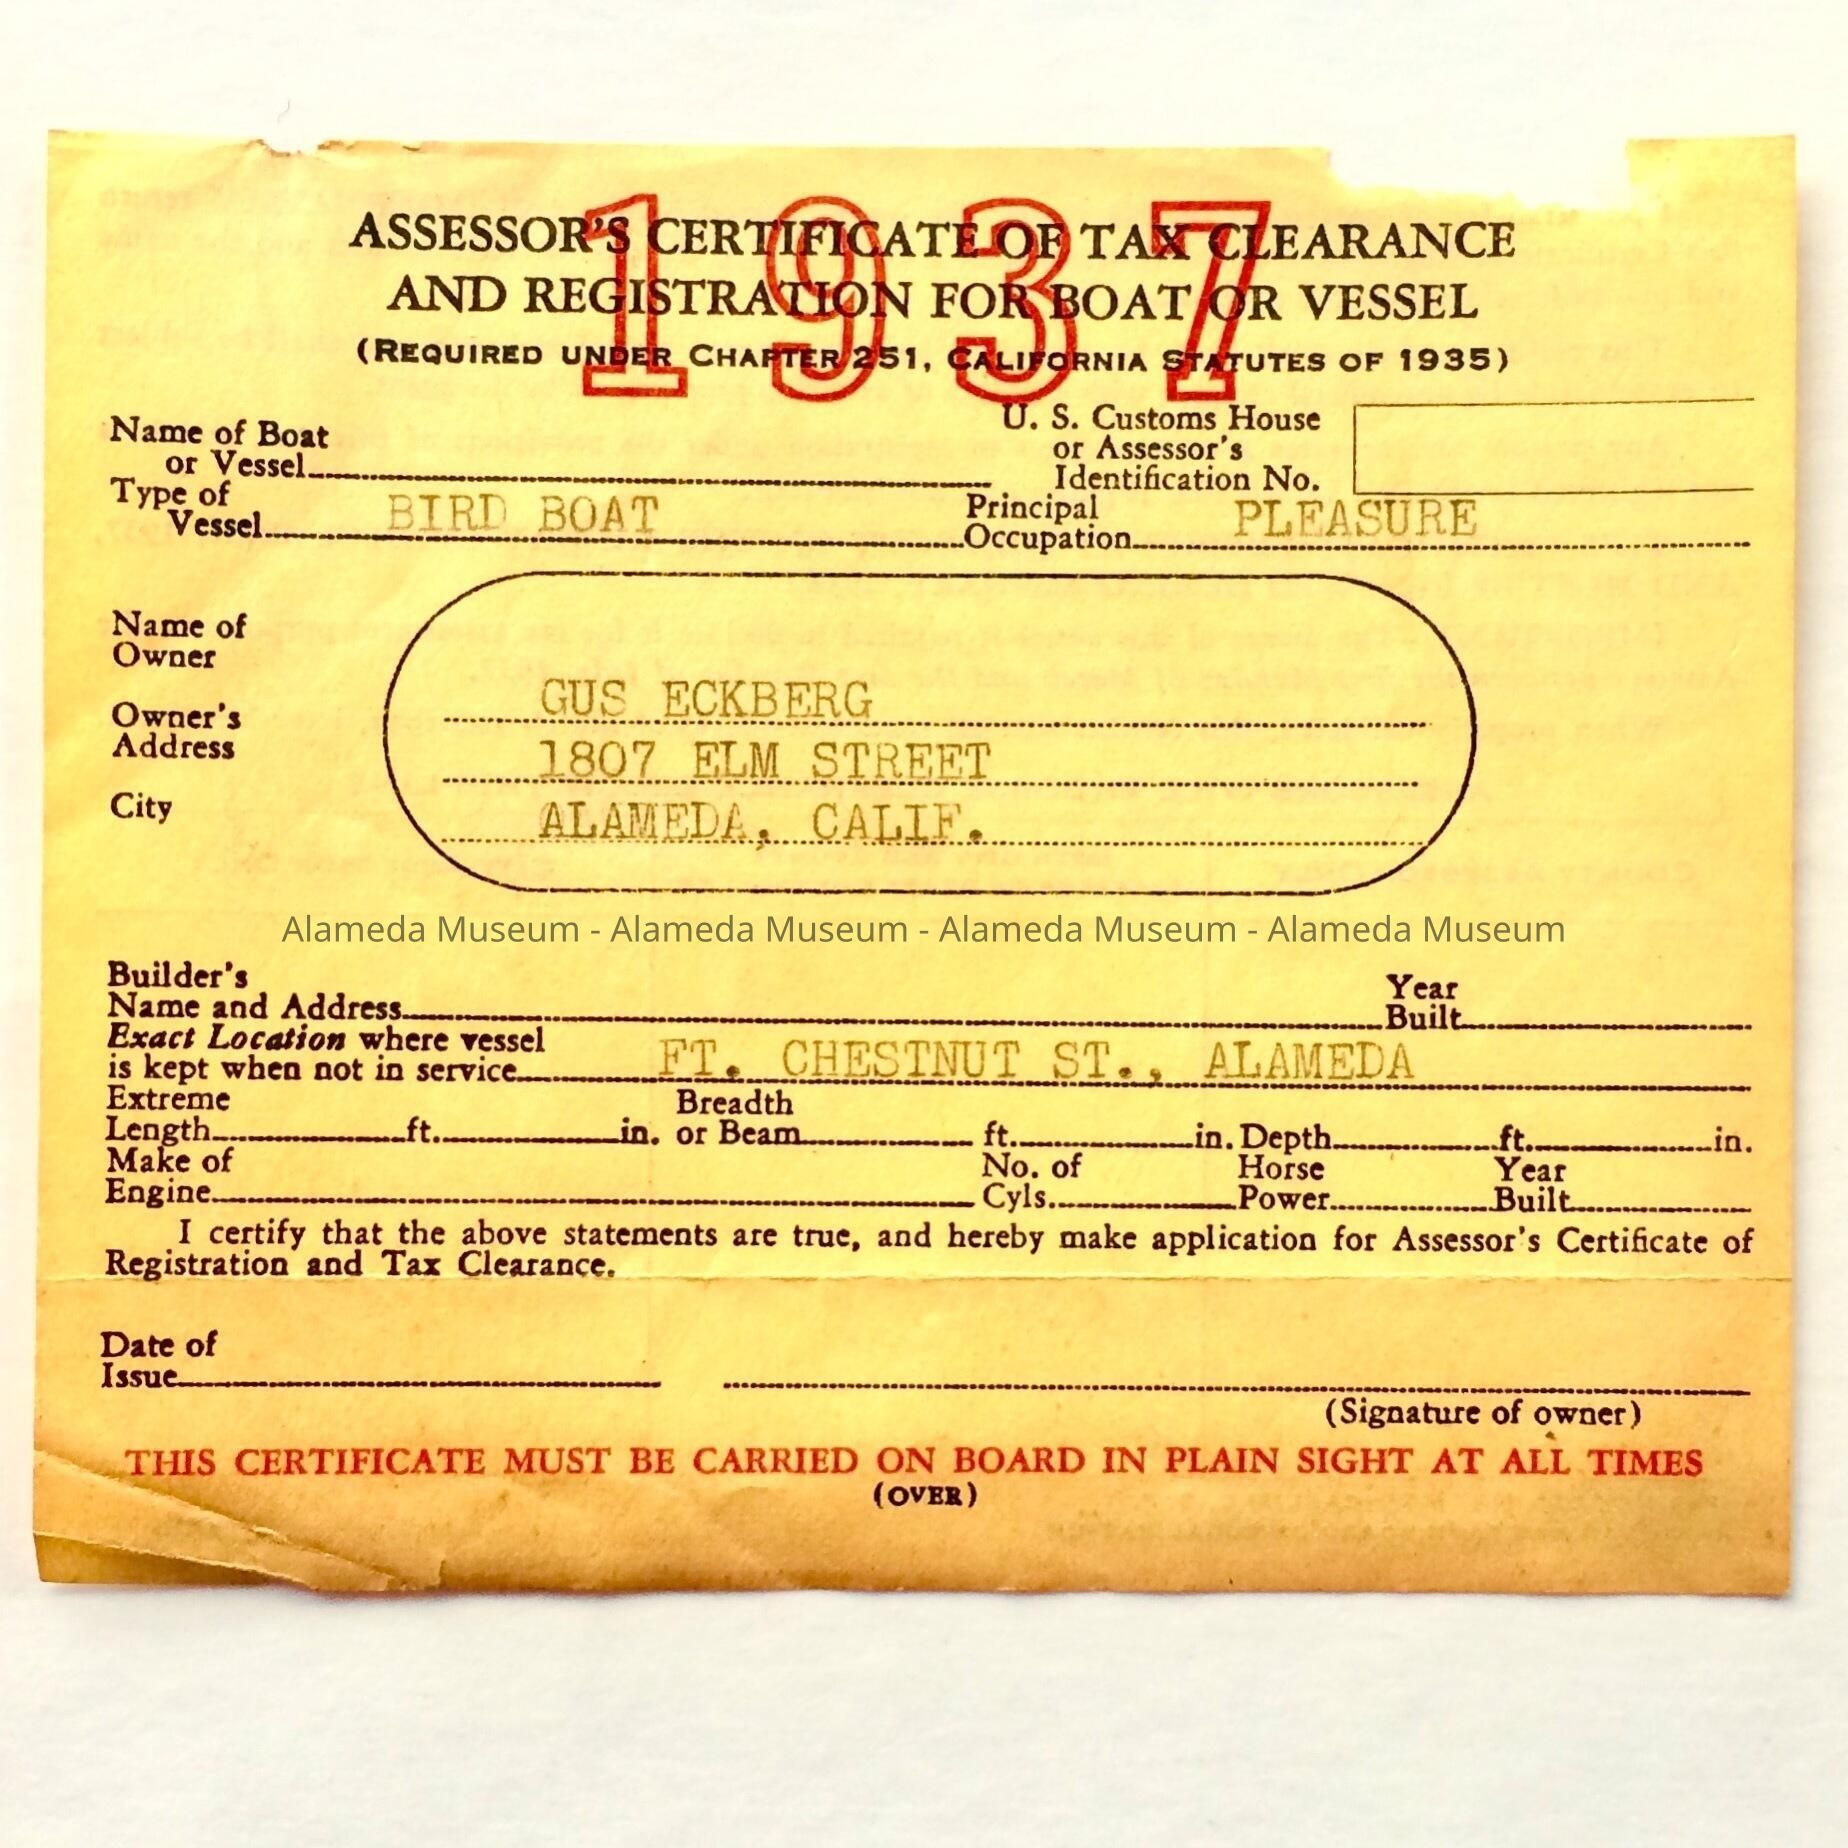 1937
ASSESSOR'S CERTIFICATE OF TAX CLEARANCE
AND REGISTRATION FOR BOAT OR VESSEL
(REQUIRED UNDER CHAPTER 251, CALIFORNIA STATUTES OF 1935)
Name of Boat
or Vessel
U. S. Customs House
or Assessor's
Identification No.
Type of
Vessel BIRD BOAT
Principal
Occupation PLEASURE
Name of
Owner
GUS ECKBERG
Owner's
Address
1807 ELM STREET
City
ALAMEDA, CALIF.
Alameda Museum - Alameda Museum - Alameda Museum - Alameda Museum
Builder's
Name and Address
Year
Built
Exact Location where vessel
is kept when not in service FT. CHESTNUT ST., ALAMEDA
Extreme
Length ft. in.
Breadth
or Beam ft. in. Depth ft. in.
Make of
Engine
No. of
Cyls.
Horse
Power
Year
Built
I certify that the above statements are true, and hereby make application for Assessor's Certificate of
Registration and Tax Clearance.
Date of
Issue
(Signature of owner)
THIS CERTIFICATE MUST BE CARRIED ON BOARD IN PLAIN SIGHT AT ALL TIMES
(OVER)